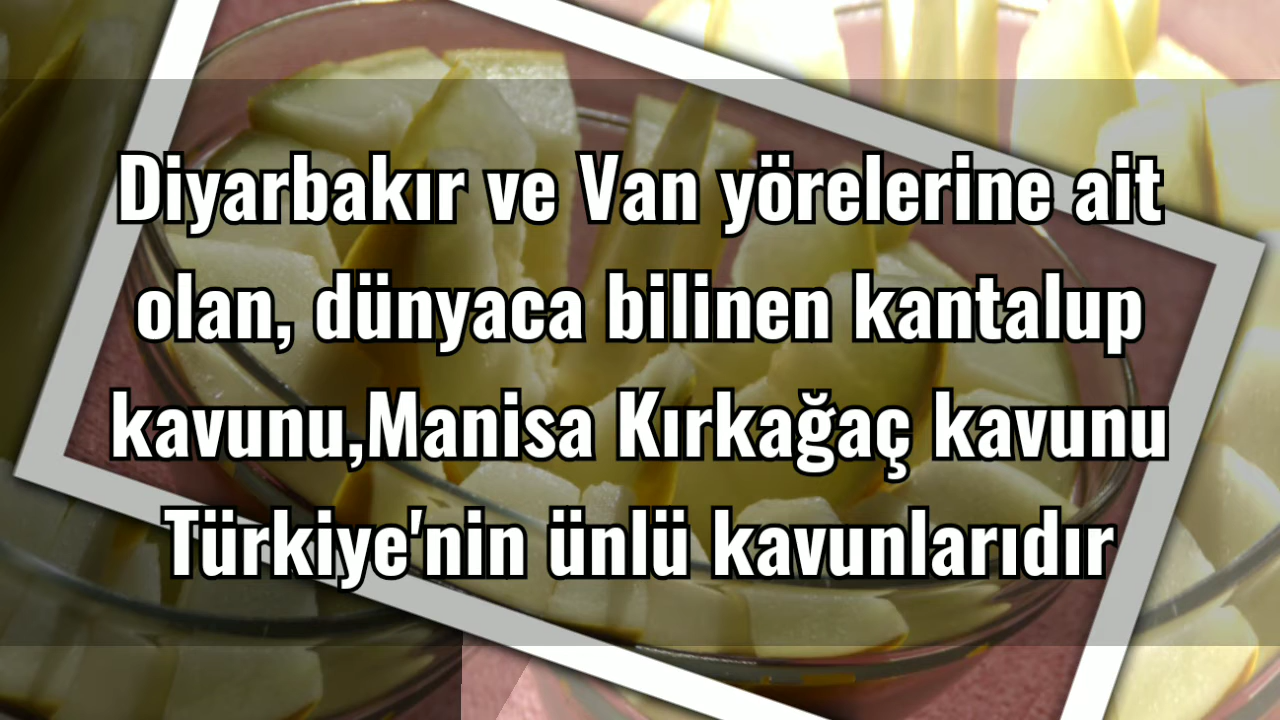 Diyarbakır ve Van yörelerine ait
olan, dünyaca bilinen kantalup
kavunu,Manisa Kırkağaç kavunu
Türkiye'nin ünlü kavunlarıdır